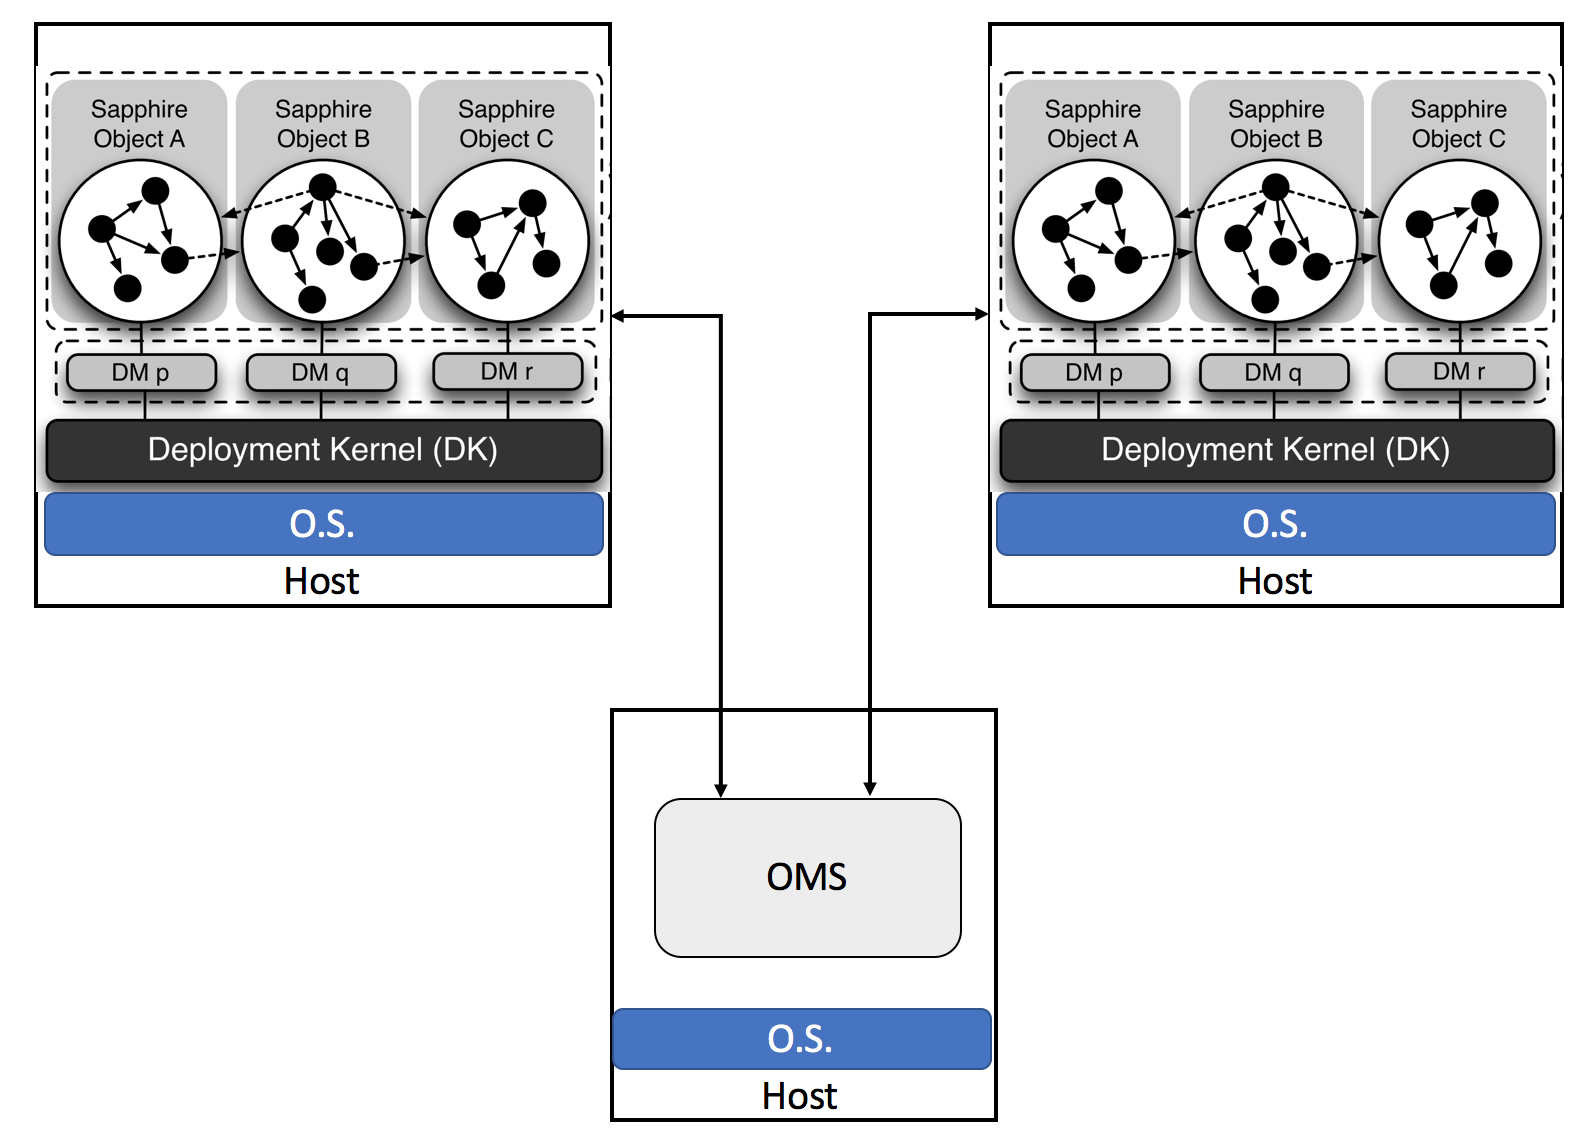 Sapphire
Object A
Sapphire
Object B
Sapphire
Object C
DM p
DM q
DM r
Deployment Kernel (DK)
O.S.
Host
Sapphire
Object A
Sapphire
Object B
Sapphire
Object C
DM p
DM q
DM r
Deployment Kernel (DK)
O.S.
Host
OMS
O.S.
Host